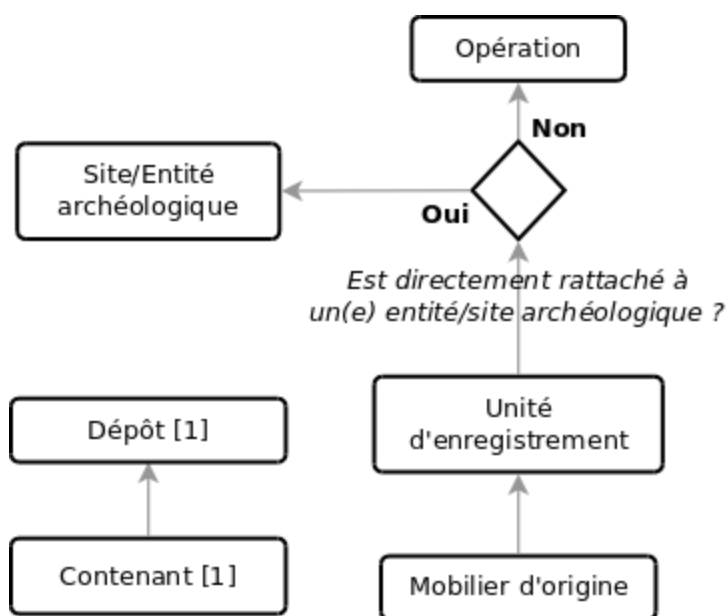 Opération
Non
Site/Entité
archéologique
Oui
Est directement rattaché à
un(e) entité/site archéologique ?
Unité
d'enregistrement
Dépôt [1]
Contenant [1]
Mobilier d'origine